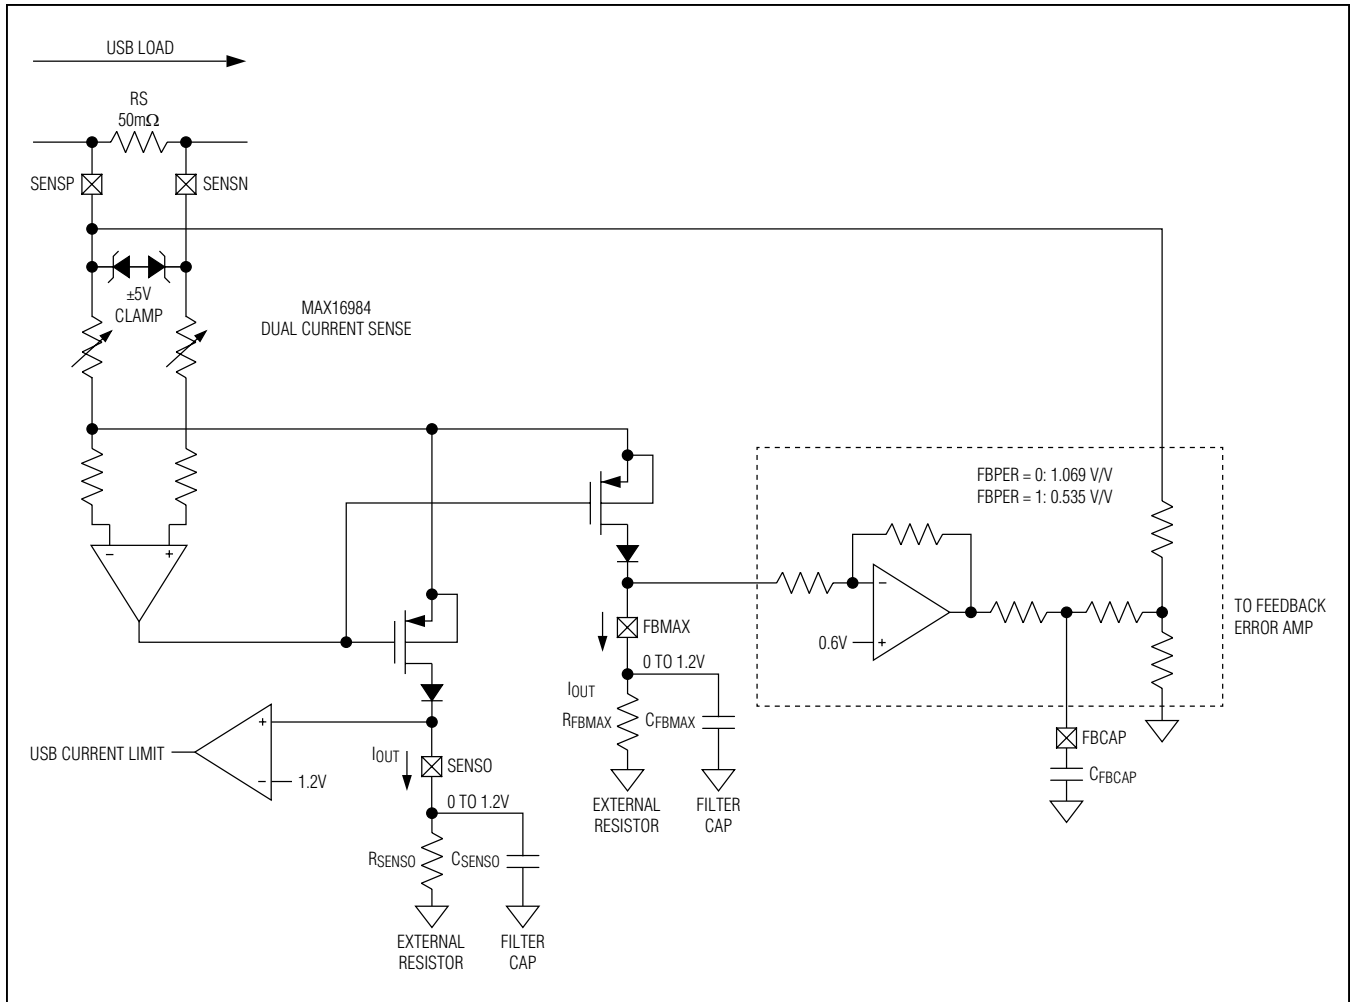 USB LOAD
RS
50mΩ
SENSP
SENSN
±5V
CLAMP
MAX16984
DUAL CURRENT SENSE
FBPER = 0: 1.069 V/V
FBPER = 1: 0.535 V/V
–
+
–
0.6V
+
TO FEEDBACK
ERROR AMP
FBMAX
0 TO 1.2V
IOUT
RFBMAX
CFBMAX
EXTERNAL
RESISTOR
FILTER
CAP
FBCAP
CFBCAP
USB CURRENT LIMIT
+
–
1.2V
IOUT
SENSO
0 TO 1.2V
RSENSO
CSENSO
EXTERNAL
RESISTOR
FILTER
CAP